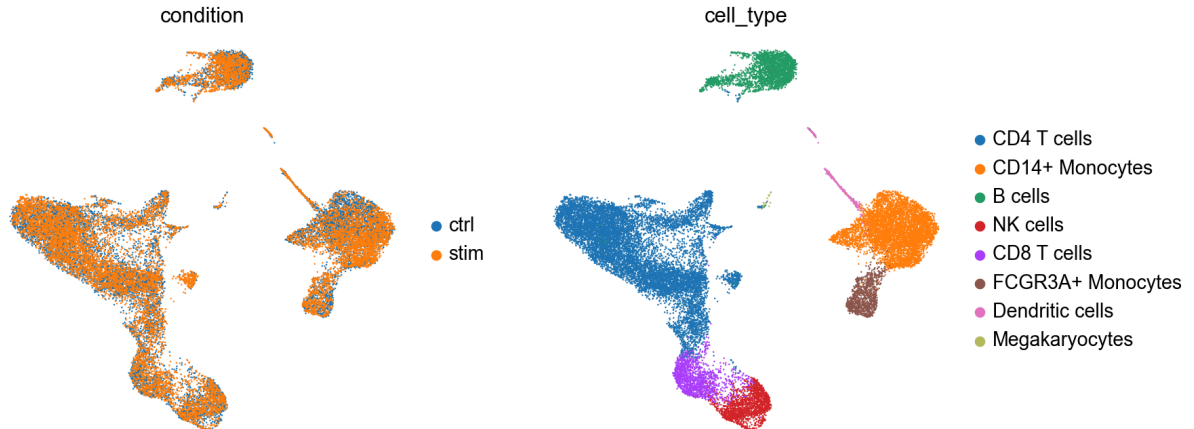 condition
ctrl
stim
cell_type
CD4 T cells
CD14+ Monocytes
B cells
NK cells
CD8 T cells
FCGR3A+ Monocytes
Dendritic cells
Megakaryocytes